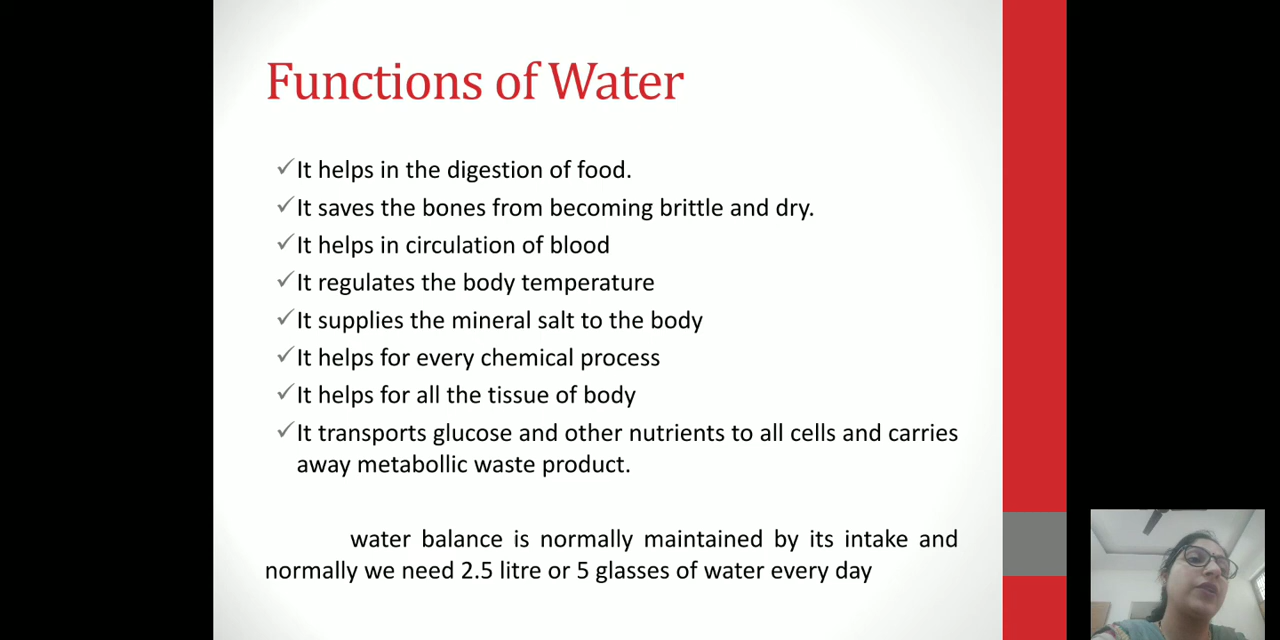 Functions of Water
✓It helps in the digestion of food.
✓It saves the bones from becoming brittle and dry.
✓It helps in circulation of blood
✓It regulates the body temperature
✓It supplies the mineral salt to the body
✓It helps for every chemical process
✓It helps for all the tissue of body
✓It transports glucose and other nutrients to all cells and carries
away metabollic waste product.
water balance is normally maintained by its intake and
normally we need 2.5 litre or 5 glasses of water every day